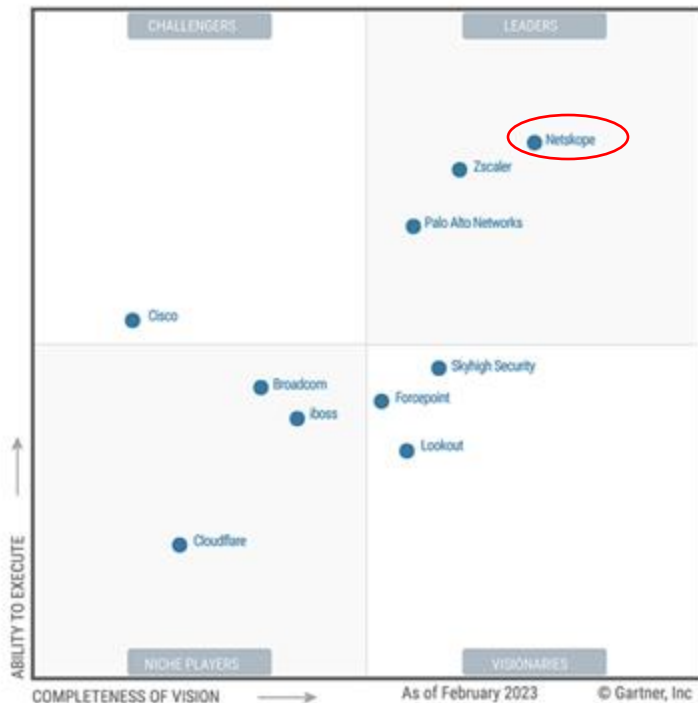 CHALLENGERS
LEADERS
Netskope
Zscaler
Palo Alto Networks
Cisco
Skyhigh Security
Broadcom
Forcepoint
iboss
Lookout
Cloudflare
ABILITY TO EXECUTE
NICHE PLAYERS
VISIONARIES
COMPLETENESS OF VISION
As of February 2023
© Gartner, Inc